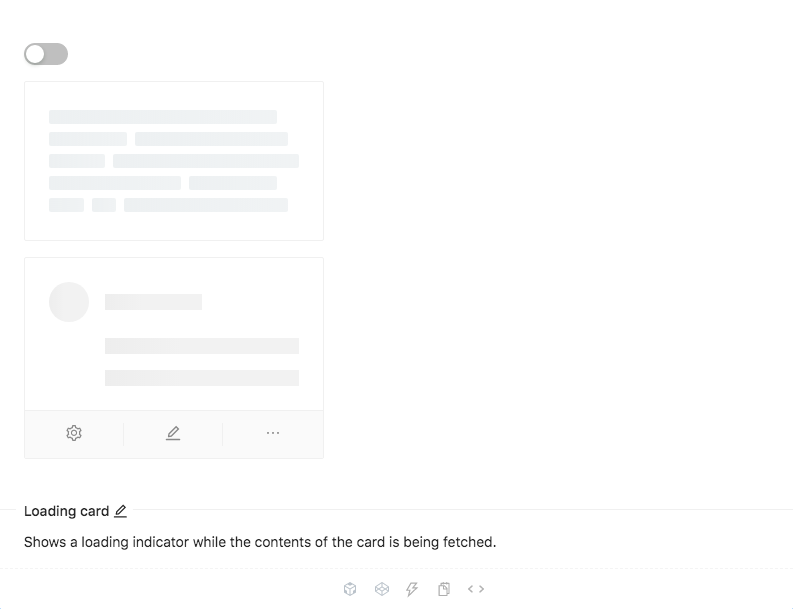 Loading card
Shows a loading indicator while the contents of the card is being fetched.